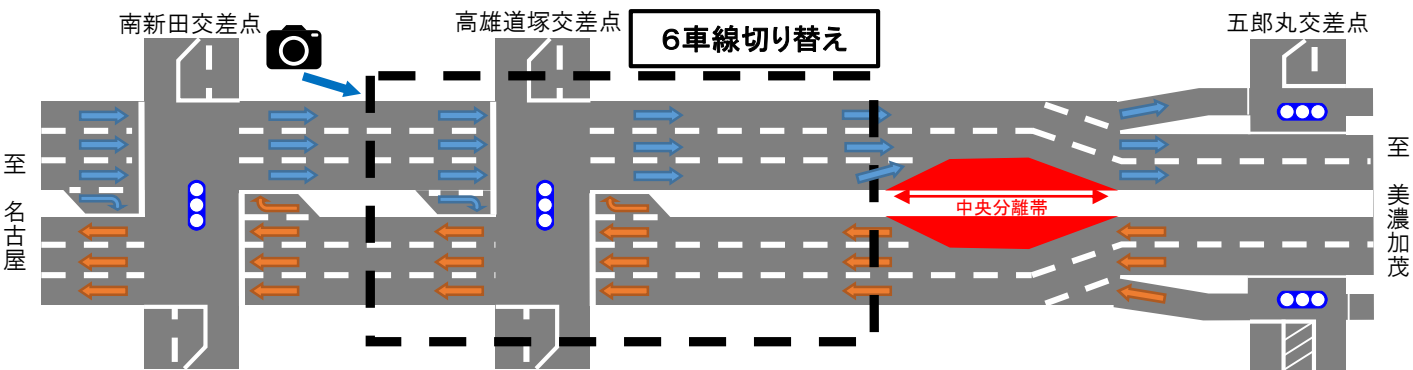 南新田交差点
高雄道塚交差点
6車線切り替え
五郎丸交差点
至 名古屋
中央分離帯
至 美濃加茂